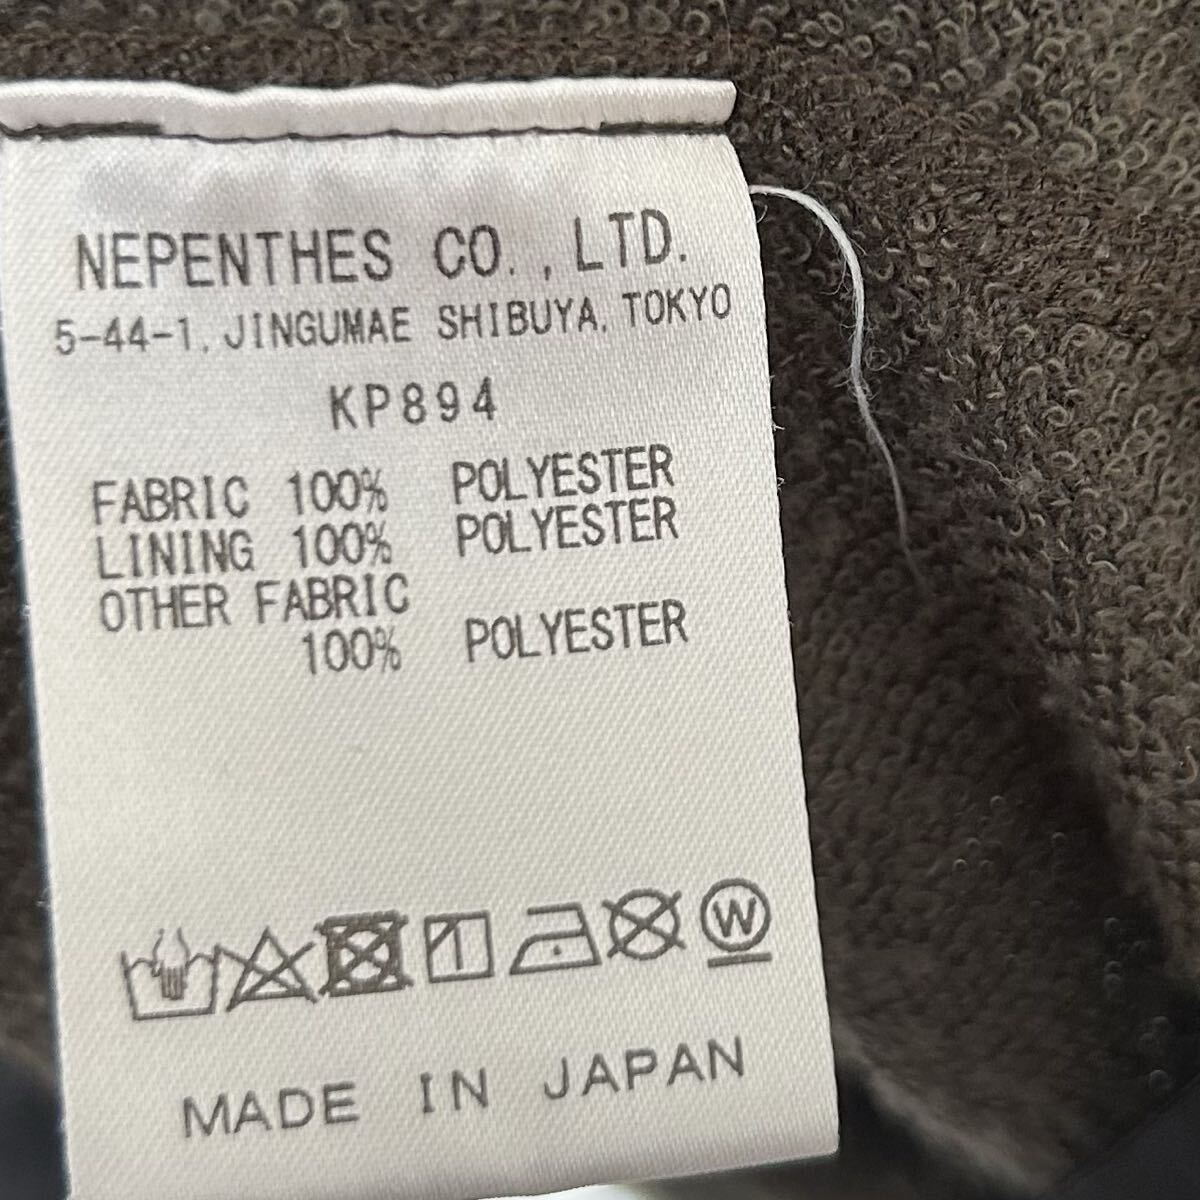 NEPENTHES CO., LTD.
5-44-1, JINGUMAE SHIBUYA, TOKYO
KP894
FABRIC 100% POLYESTER
LINING 100% POLYESTER
OTHER FABRIC
100% POLYESTER
W
MADE IN JAPAN